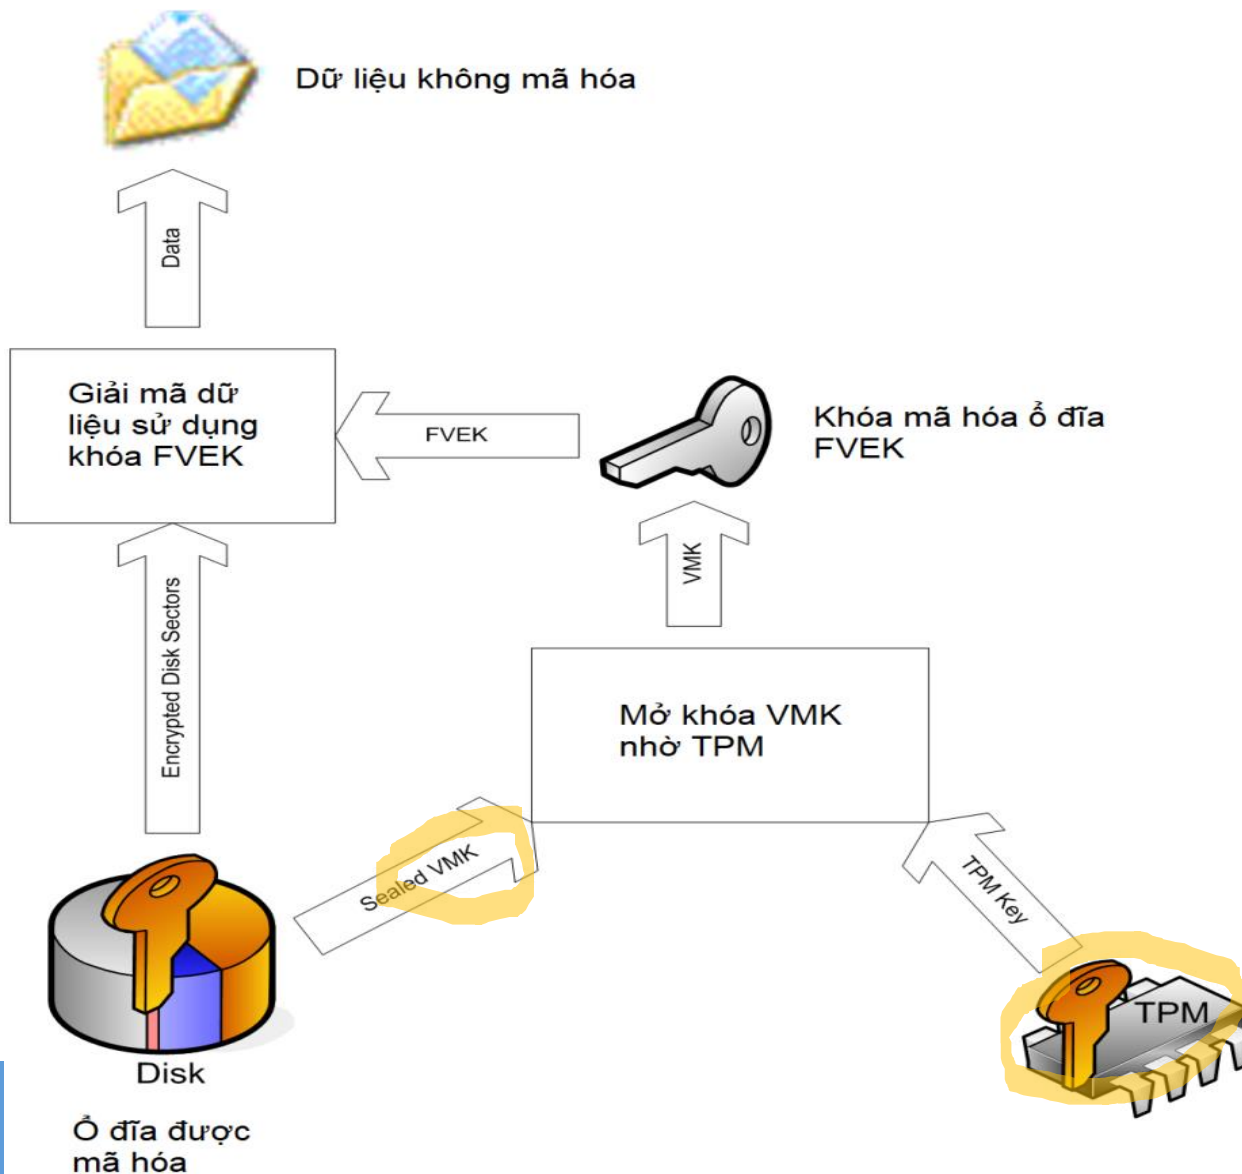 Dữ liệu không mã hóa
Data
Giải mã dữ
liệu sử dụng
khóa FVEK
FVEK
Khóa mã hóa ổ đĩa
FVEK
VMK
Encrypted Disk Sectors
Mở khóa VMK
nhờ TPM
Sealed VMK
TPM Key
TPM
Disk
Ổ đĩa được
mã hóa